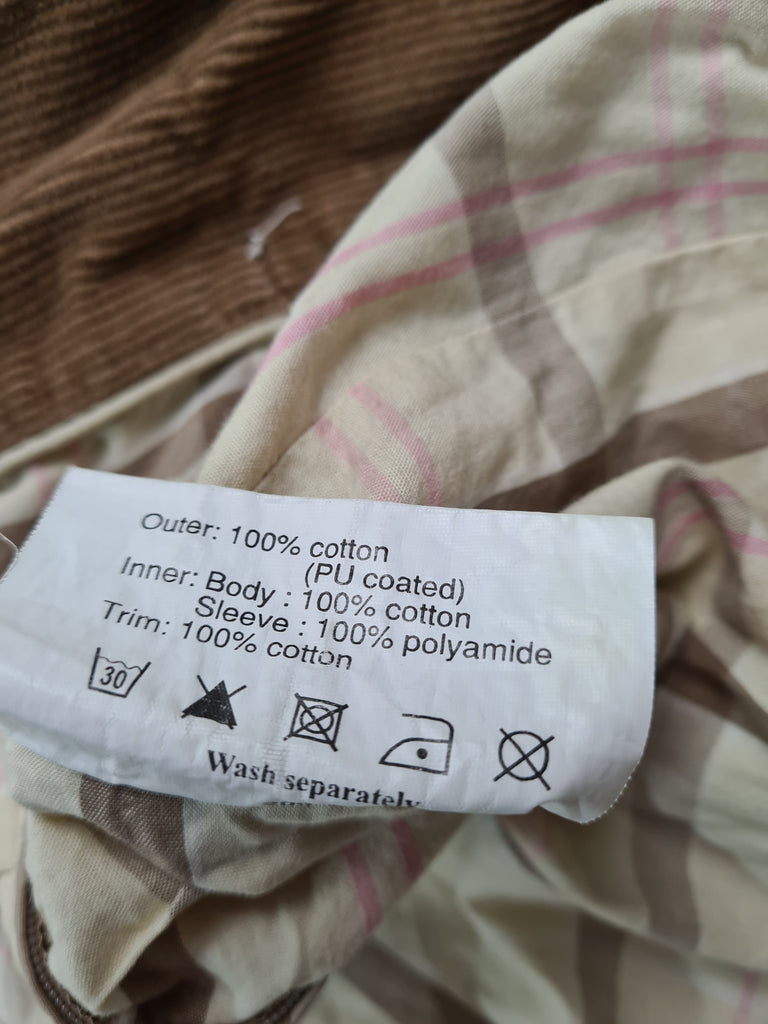 Outer: 100% cotton
(PU coated)
Inner: Body : 100% cotton
Sleeve : 100% polyamide
Trim: 100% cotton
30
Wash separately